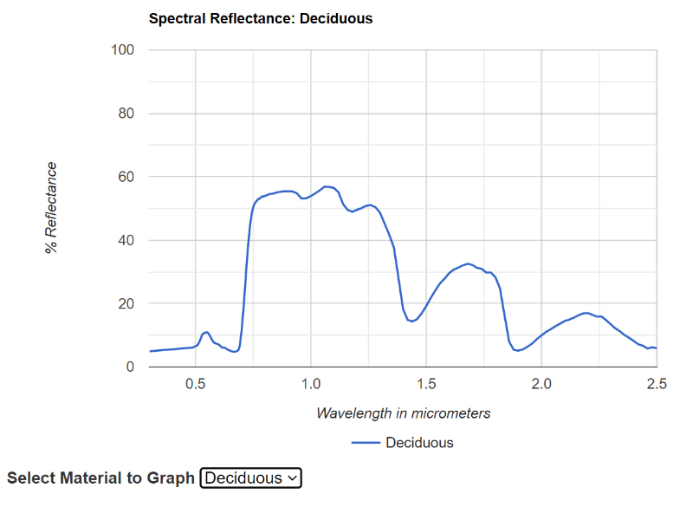 Spectral Reflectance: Deciduous
100
80
60
40
20
0
% Reflectance
0.5 1.0 1.5 2.0 2.5
Wavelength in micrometers
Deciduous
Select Material to Graph Deciduous